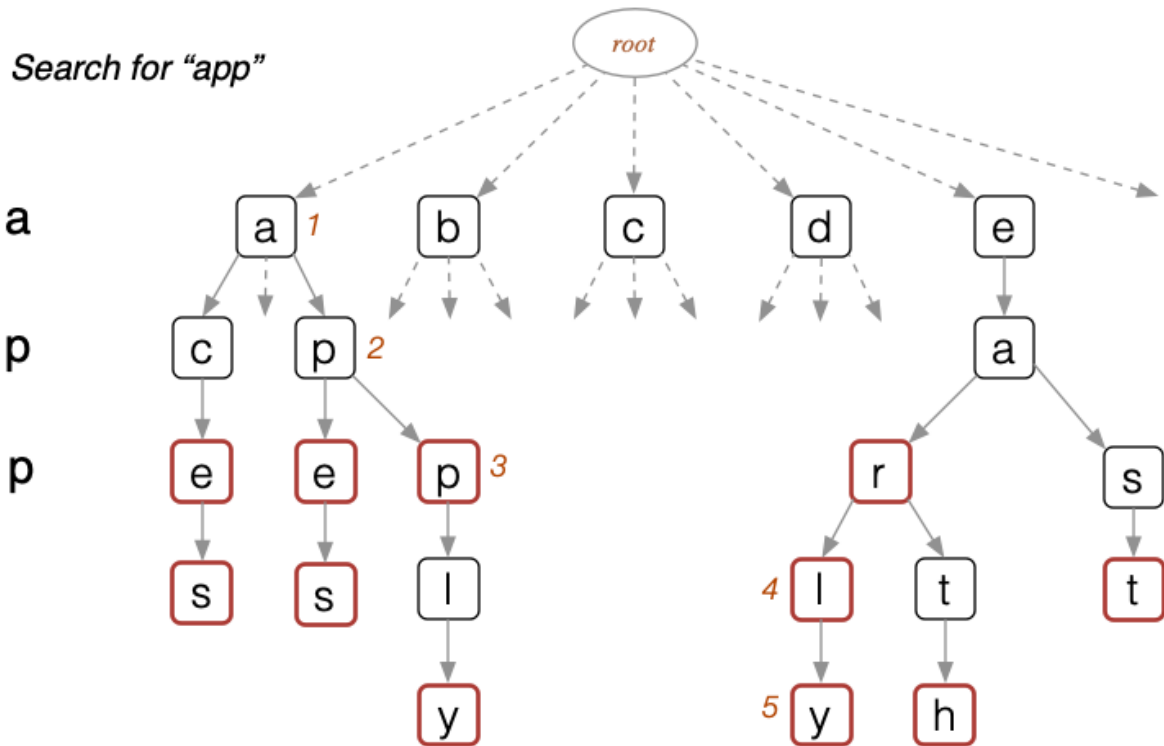 root
Search for “app”
a a 1 b c d e
p c p 2 a
p e e p 3 r s
s s l 4 l t t
y 5 y h